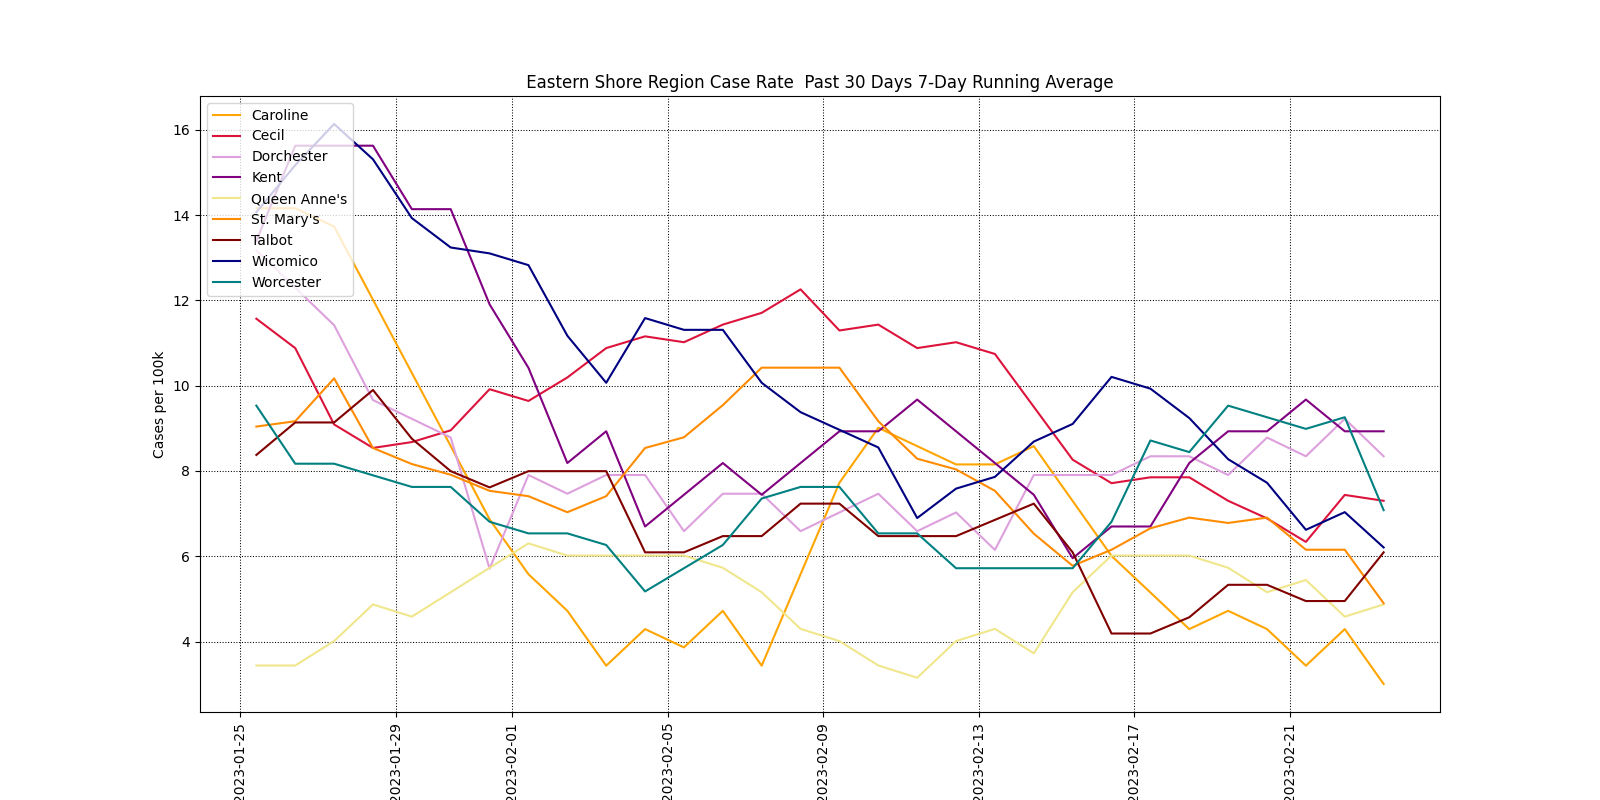 Eastern Shore Region Case Rate  Past 30 Days 7-Day Running Average
Caroline
Cecil
Dorchester
Kent
Queen Anne's
St. Mary's
Talbot
Wicomico
Worcester
Cases per 100k
16
14
12
10
8
6
4
2023-01-25
2023-01-29
2023-02-01
2023-02-05
2023-02-09
2023-02-13
2023-02-17
2023-02-21